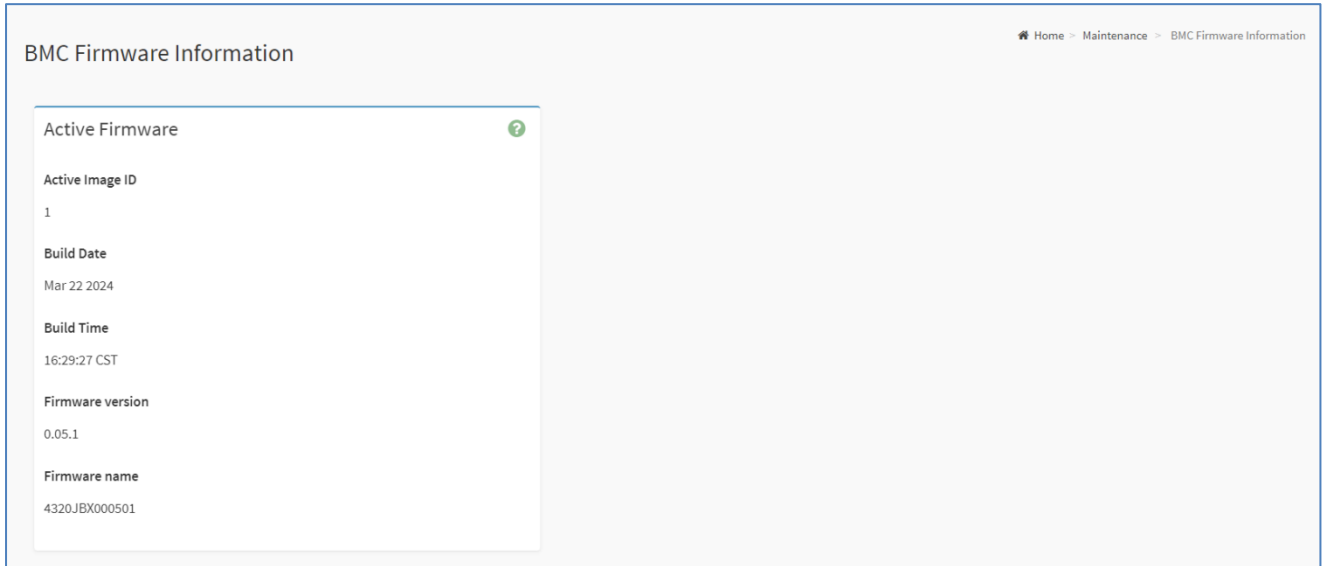 Home > Maintenance > BMC Firmware Information
BMC Firmware Information
Active Firmware
Active Image ID
1
Build Date
Mar 22 2024
Build Time
16:29:27 CST
Firmware version
0.05.1
Firmware name
4320JBX000501